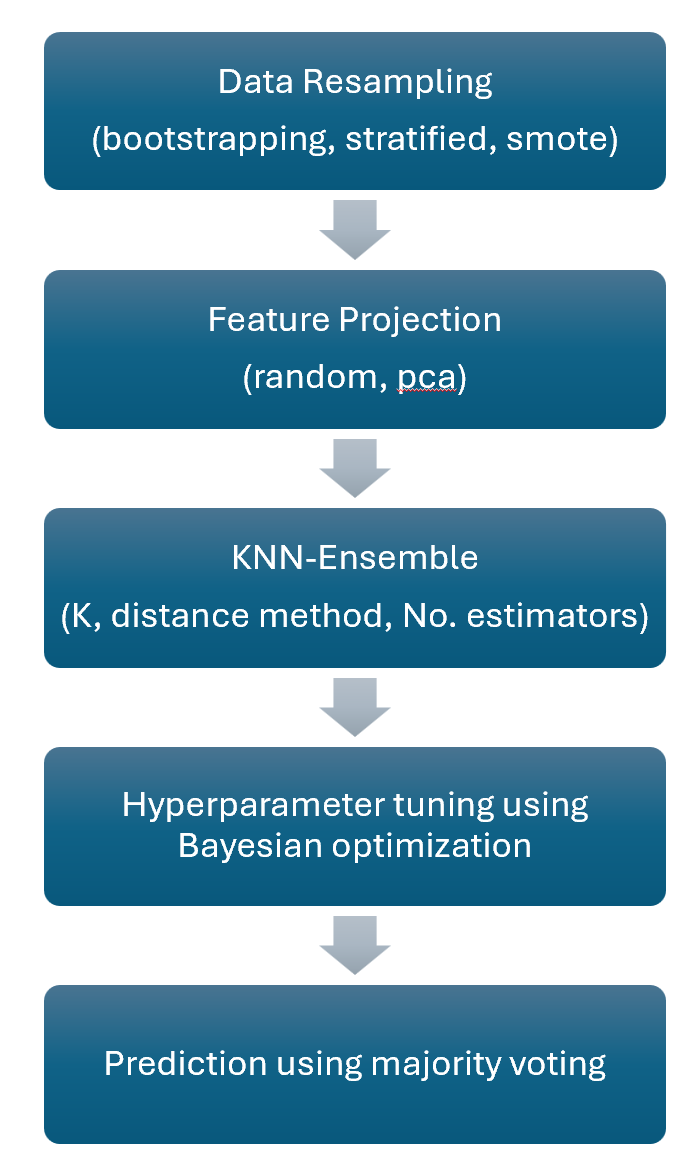 Data Resampling
(bootstrapping, stratified, smote)
Feature Projection
(random, pca)
KNN-Ensemble
(K, distance method, No. estimators)
Hyperparameter tuning using
Bayesian optimization
Prediction using majority voting